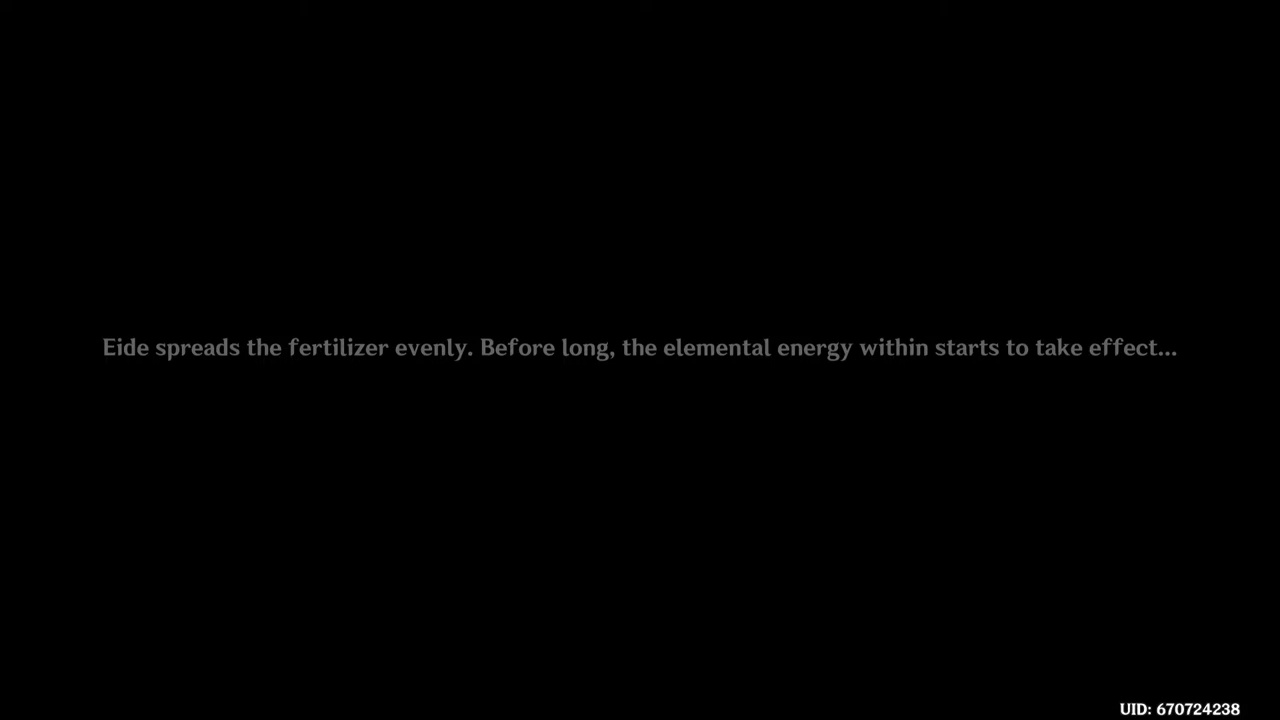 Eide spreads the fertilizer evenly. Before long, the elemental energy within starts to take effect...
UID: 670724238